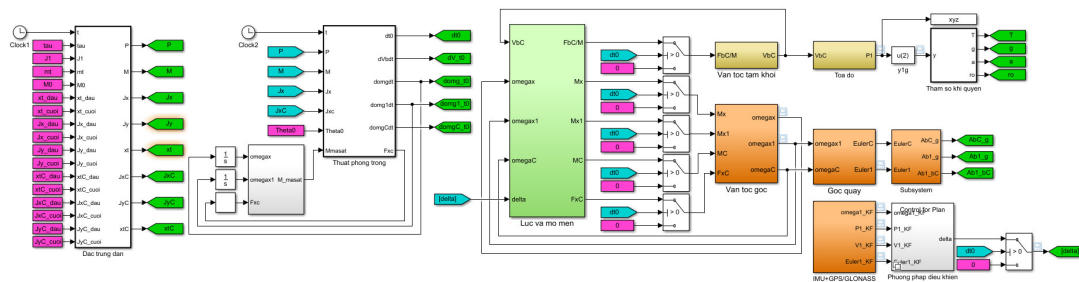 Clock1
t
tau
tau
J1
J1
mt
mt
M0
M0
xt_dau
xt_dau
xt_cuoi
xt_cuoi
Jx_dau
Jx_dau
Jx_cuoi
Jx_cuoi
Jy_dau
Jy_dau
Jy_cuoi
Jy_cuoi
xtC_dau
xtC_dau
xtC_cuoi
xtC_cuoi
JxC_dau
JxC_dau
JxC_cuoi
JxC_cuoi
JyC_dau
JyC_dau
JyC_cuoi
JyC_cuoi
P
P
M
M
Jx
Jx
Jy
Jy
xt
xt
JxC
JxC
JyC
JyC
xtC
xtC
Dac trung dan
Clock2
t
P
P
M
M
Jx
Jx
JxC
Jxc
Theta0
Theta0
Mmasat
dt0
dt0
dVbdt
dV_t0
domgdt
domg_t0
domg1dt
domg1_t0
domgCdt
domgC_t0
Thuat phong trong
1
s
1
s
omegax
omegax1
Fxc
M_masat
[delta]
VbC
omegax
omegax1
omegaC
delta
FbC/M
Mx
Mx1
MC
FxC
Luc va mo men
dt0
0
> 0
dt0
0
> 0
dt0
0
> 0
dt0
0
> 0
dt0
0
> 0
FbC/M
VbC
Van toc tam khoi
Mx
Mx1
MC
FxC
omegax
omegax1
omegaC
Van toc goc
VbC
P1
Toa do
xyz
u(2)
y1g
y
T
g
a
ro
T
g
a
ro
Tham so khi quyen
omegax1
omegaC
EulerC
Euler1
Goc quay
EulerC
Euler1
AbC_g
Ab1_g
Ab1_bC
AbC_g
Ab1_g
Ab1_bC
Subsystem
omega1_KF
P1_KF
V1_KF
Euler1_KF
IMU+GPS/GLONASS
Control for Plan
omega1_KF
P1_KF
V1_KF
Euler1_KF
delta
Phuong phap dieu khien
dt0
0
> 0
[delta]